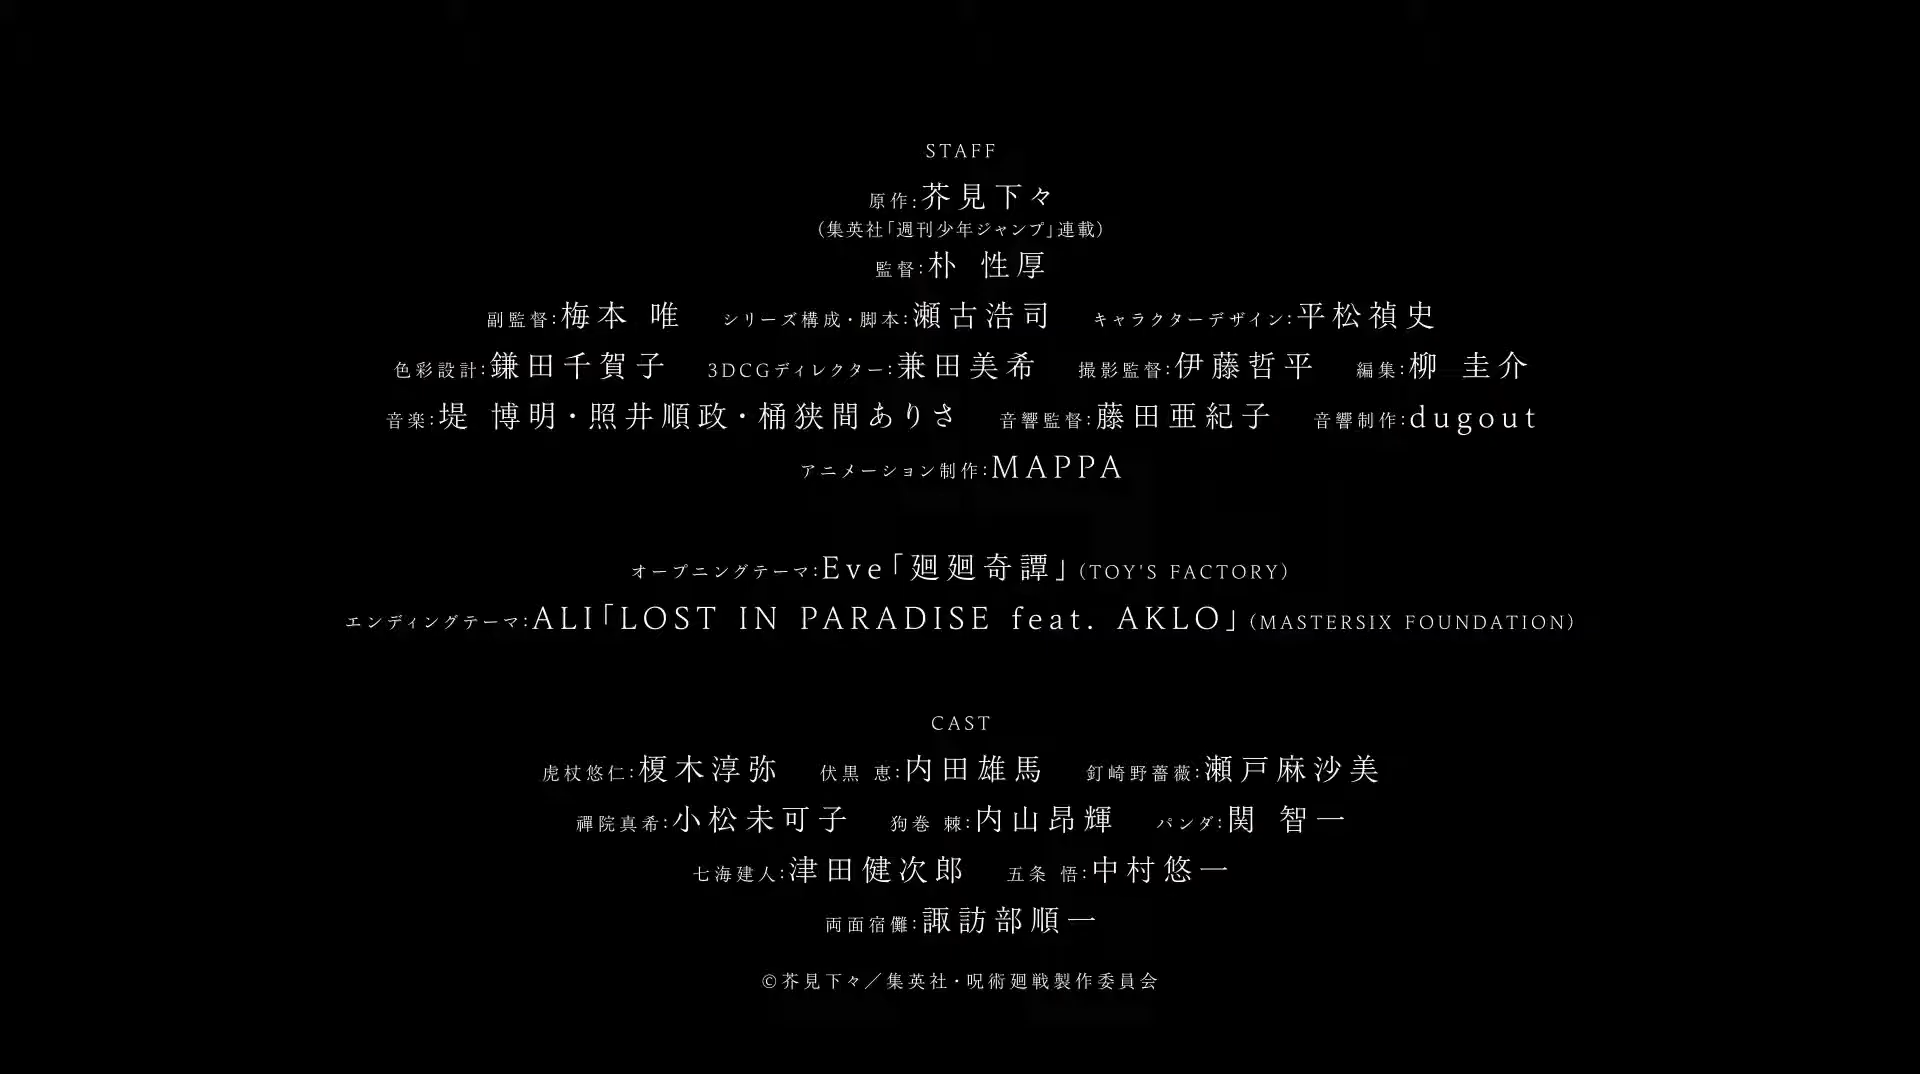 STAFF
原作:芥見下々
(集英社「週刊少年ジャンプ」連載)
監督:朴 性厚
副監督:梅本 唯 シリーズ構成・脚本:瀬古浩司 キャラクターデザイン:平松禎史
色彩設計:鎌田千賀子 3DCGディレクター:兼田美希 撮影監督:伊藤哲平 編集:柳 圭介
音楽:堤 博明・照井順政・桶狭間ありさ 音響監督:藤田亜紀子 音響制作:dugout
アニメーション制作:MAPPA
オープニングテーマ:Eve「廻廻奇譚」(TOY'S FACTORY)
エンディングテーマ:ALI「LOST IN PARADISE feat. AKLO」(MASTERSIX FOUNDATION)
CAST
虎杖悠仁:榎木淳弥 伏黒 恵:内田雄馬 釘崎野薔薇:瀬戸麻沙美
禪院真希:小松未可子 狗巻 棘:内山昂輝 パンダ:関 智一
七海建人:津田健次郎 五条 悟:中村悠一
両面宿儺:諏訪部順一
©芥見下々/集英社・呪術廻戦製作委員会